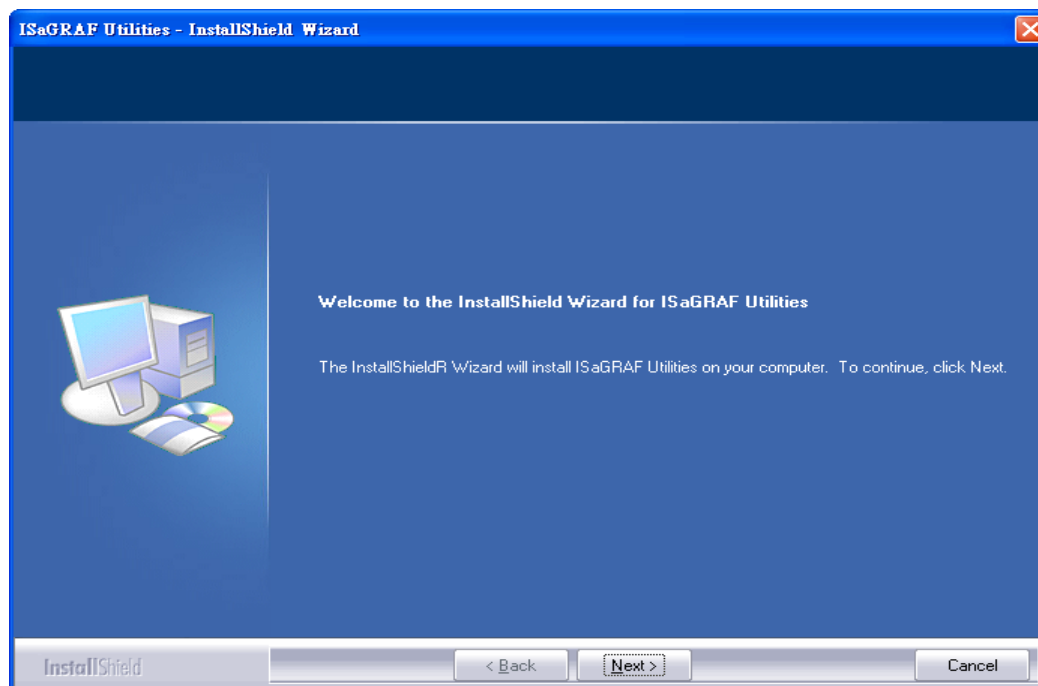 ISaGRAF Utilities - InstallShield Wizard
Welcome to the InstallShield Wizard for ISaGRAF Utilities
The InstallShieldR Wizard will install ISaGRAF Utilities on your computer. To continue, click Next.
InstallShield
< Back
Next >
Cancel